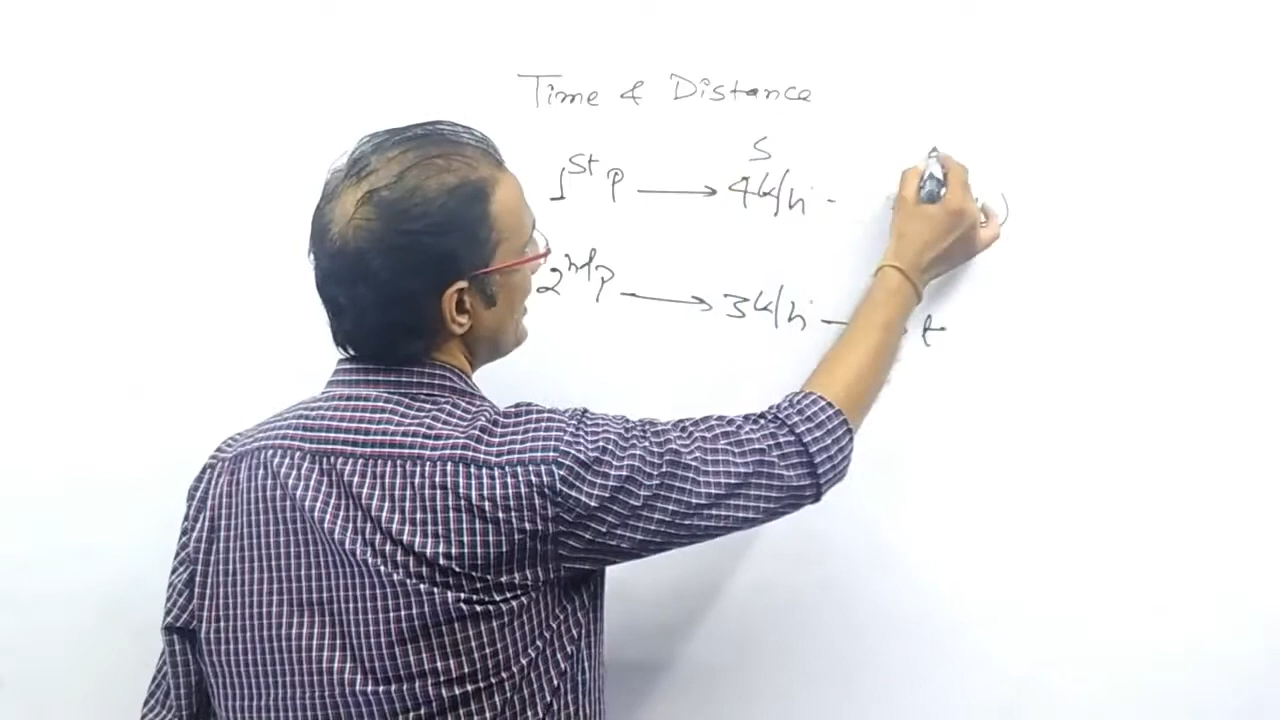 Time & Distance
S
1st P → 4k/h -
2nd P → 3k/h — t